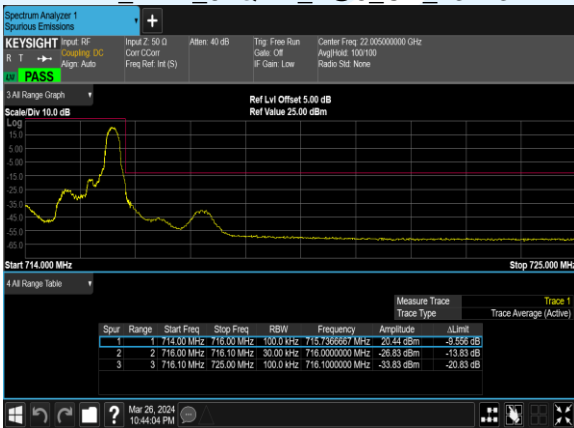 Spectrum Analyzer 1
Spurious Emissions
KEYSIGHT Input: RF Input Z: 50 Ω Atten: 40 dB Trig: Free Run Center Freq: 22.005000000 GHz
R T Coupling: DC Corr CCorr Gate: Off Avg|Hold: 100/100
Align: Auto Freq Ref: Int (S) IF Gain: Low Radio Std: None
PASS
3 All Range Graph
Ref Lvl Offset 5.00 dB
Scale/Div 10.0 dB Ref Value 25.00 dBm
Log
15.0
5.00
-5.00
-15.0
-25.0
-35.0
-45.0
-55.0
-65.0
Start 714.000 MHz Stop 725.000 MHz
4 All Range Table
Measure Trace Trace 1
Trace Type Trace Average (Active)
Spur Range Start Freq Stop Freq RBW Frequency Amplitude ΔLimit
1 1 714.00 MHz 716.00 MHz 100.0 kHz 715.7366667 MHz 20.44 dBm -9.556 dB
2 2 716.00 MHz 716.10 MHz 30.00 kHz 716.0000000 MHz -26.83 dBm -13.83 dB
3 3 716.10 MHz 725.00 MHz 100.0 kHz 716.1000000 MHz -33.83 dBm -20.83 dB
Mar 26, 2024
10:44:04 PM